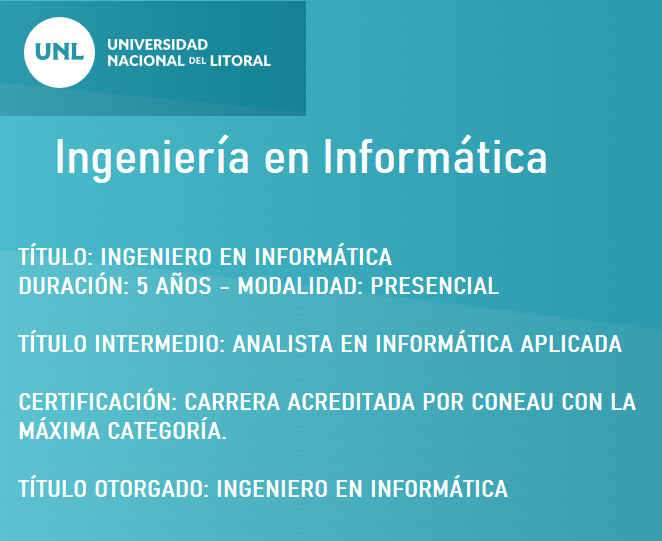 UNL
UNIVERSIDAD
NACIONAL DEL LITORAL
Ingeniería en Informática
TÍTULO: INGENIERO EN INFORMÁTICA
DURACIÓN: 5 AÑOS - MODALIDAD: PRESENCIAL
TÍTULO INTERMEDIO: ANALISTA EN INFORMÁTICA APLICADA
CERTIFICACIÓN: CARRERA ACREDITADA POR CONEAU CON LA
MÁXIMA CATEGORÍA.
TÍTULO OTORGADO: INGENIERO EN INFORMÁTICA